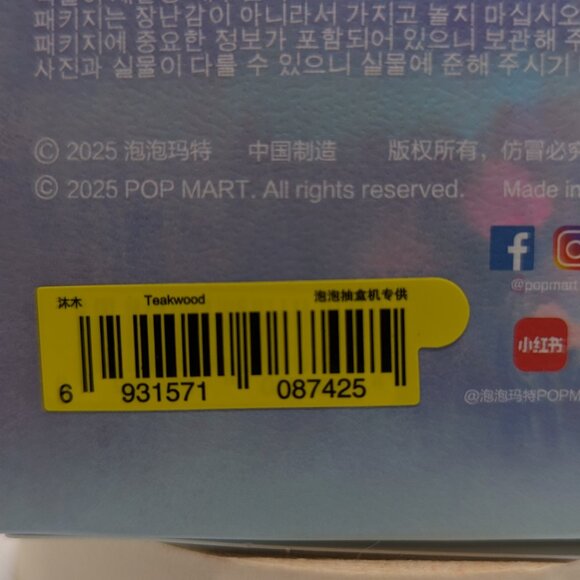 패키지는 장난감이 아니라서 가지고 놀지 마십시오
패키지에 중요한 정보가 포함되어 있으니 보관해
사진과 실물이 다를 수 있으니 실물에 준해 주시기
© 2025 泡泡玛特 中国制造 版权所有，仿冒必究
© 2025 POP MART. All rights reserved. Made in
@popmart
小红书
@泡泡玛特POPM
沐木 Teakwood 泡泡抽盒机专供
6 931571 087425